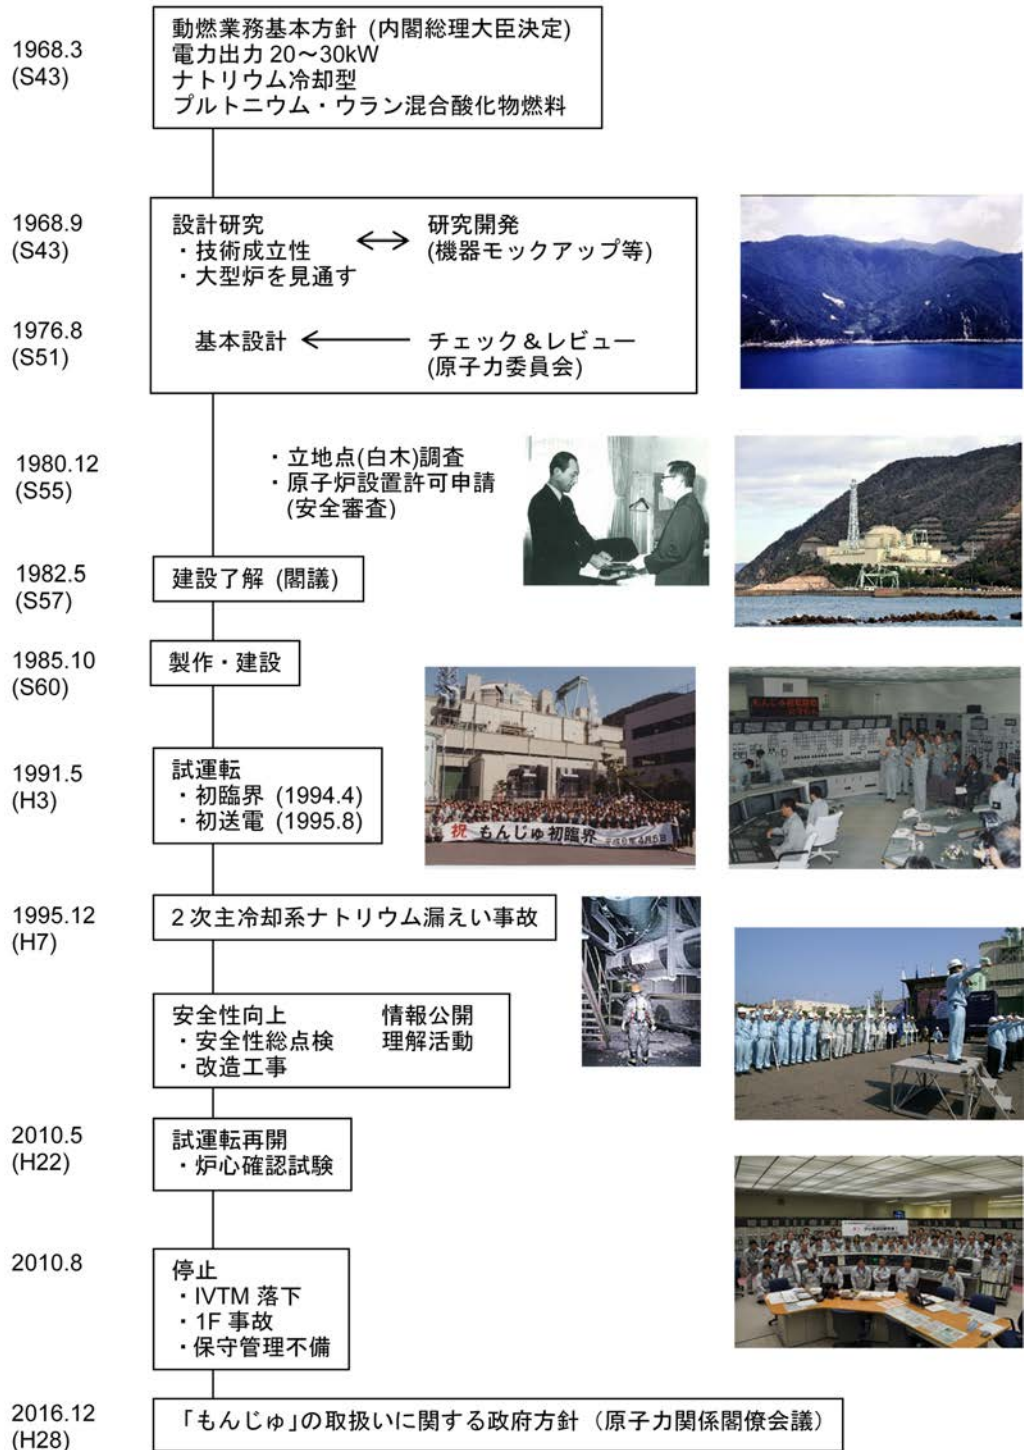 1968.3
(S43)
動燃業務基本方針 (内閣総理大臣決定)
電力出力 20～30kW
ナトリウム冷却型
プルトニウム・ウラン混合酸化物燃料
1968.9
(S43)
設計研究
・技術成立性
・大型炉を見通す
研究開発
(機器モックアップ等)
1976.8
(S51)
基本設計
チェック＆レビュー
(原子力委員会)
1980.12
(S55)
・立地点(白木)調査
・原子炉設置許可申請
(安全審査)
1982.5
(S57)
建設了解 (閣議)
1985.10
(S60)
製作・建設
1991.5
(H3)
試運転
・初臨界 (1994.4)
・初送電 (1995.8)
祝 もんじゅ初臨界 平成6年4月5日
1995.12
(H7)
２次主冷却系ナトリウム漏えい事故
安全性向上
・安全性総点検
・改造工事
情報公開
理解活動
2010.5
(H22)
試運転再開
・炉心確認試験
2010.8
停止
・IVTM 落下
・1F 事故
・保守管理不備
2016.12
(H28)
「もんじゅ」の取扱いに関する政府方針（原子力関係閣僚会議）